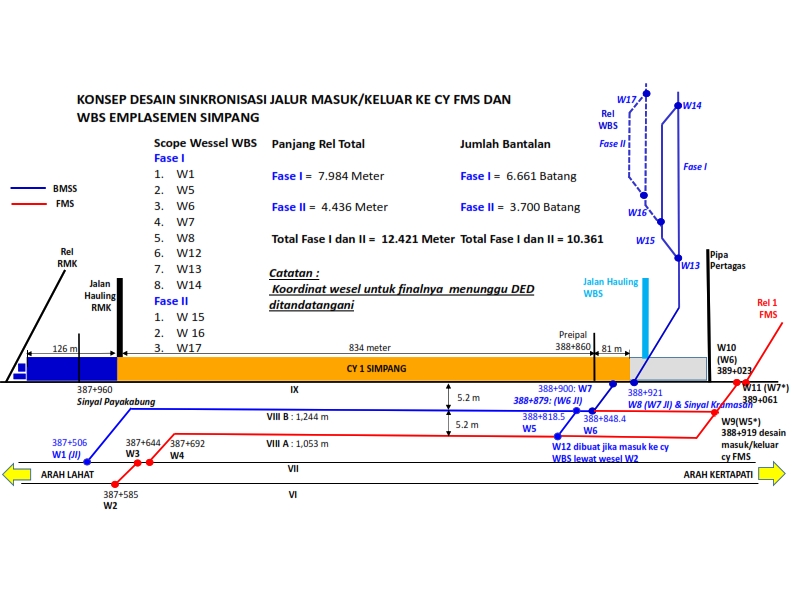 KONSEP DESAIN SINKRONISASI JALUR MASUK/KELUAR KE CY FMS DAN
WBS EMPLASEMEN SIMPANG
Scope Wessel WBS
Fase I
1. W1
2. W5
3. W6
4. W7
5. W8
6. W12
7. W13
8. W14
Fase II
1. W 15
2. W 16
3. W17
Panjang Rel Total
Fase I = 7.984 Meter
Fase II = 4.436 Meter
Total Fase I dan II = 12.421 Meter
Jumlah Bantalan
Fase I = 6.661 Batang
Fase II = 3.700 Batang
Total Fase I dan II = 10.361
Catatan :
Koordinat wesel untuk finalnya menunggu DED
ditandatangani
BMSS
FMS
Rel
RMK
Jalan
Hauling
RMK
W17
Rel
WBS
Fase II
W14
Fase I
W16
W15
W13
Pipa
Pertagas
Jalan Hauling
WBS
Rel 1
FMS
Preipal
388+860
126 m
834 meter
81 m
CY 1 SIMPANG
W10
(W6)
389+023
387+960
Sinyal Payakabung
IX
5.2 m
388+900: W7
388+879: (W6 JI)
388+921
W8 (W7 JI) & Sinyal Kramasan
W11 (W7*)
389+061
VIII B : 1,244 m
5.2 m
388+818.5
W5
388+848.4
W6
W9(W5*)
388+919 desain
masuk/keluar
cy FMS
387+506
W1 (JI)
387+644
W3
387+692
W4
VIII A : 1,053 m
W12 dibuat jika masuk ke cy
WBS lewat wesel W2
VII
ARAH LAHAT
ARAH KERTAPATI
387+585
W2
VI